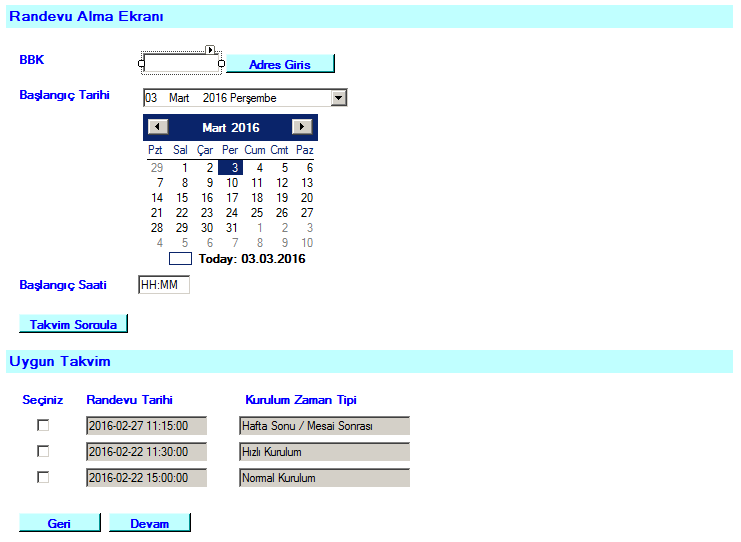 Randevu Alma Ekranı
BBK
Adres Giris
Başlangıç Tarihi
03 Mart 2016 Perşembe
Mart 2016
Pzt Sal Çar Per Cum Cmt Paz
29 1 2 3 4 5 6
7 8 9 10 11 12 13
14 15 16 17 18 19 20
21 22 23 24 25 26 27
28 29 30 31 1 2 3
4 5 6 7 8 9 10
Today: 03.03.2016
Başlangıç Saati
HH:MM
Takvim Sorgula
Uygun Takvim
Seçiniz Randevu Tarihi Kurulum Zaman Tipi
2016-02-27 11:15:00 Hafta Sonu / Mesai Sonrası
2016-02-22 11:30:00 Hızlı Kurulum
2016-02-22 15:00:00 Normal Kurulum
Geri Devam